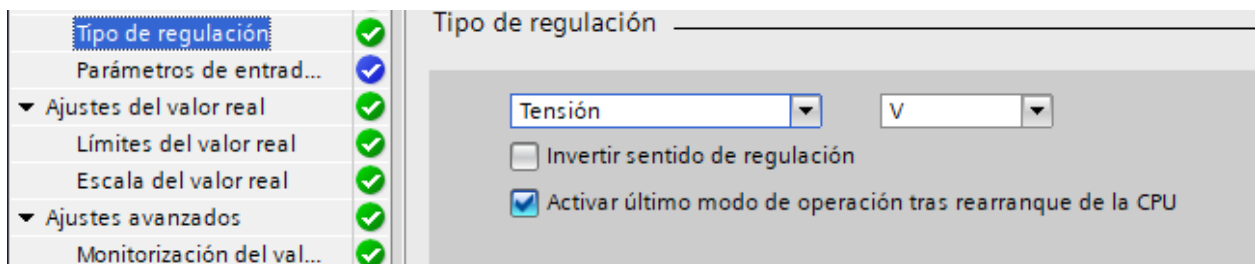 Tipo de regulación
Parámetros de entrad...
Ajustes del valor real
Límites del valor real
Escala del valor real
Ajustes avanzados
Monitorización del val...
Tipo de regulación
Tensión V
Invertir sentido de regulación
Activar último modo de operación tras rearranque de la CPU